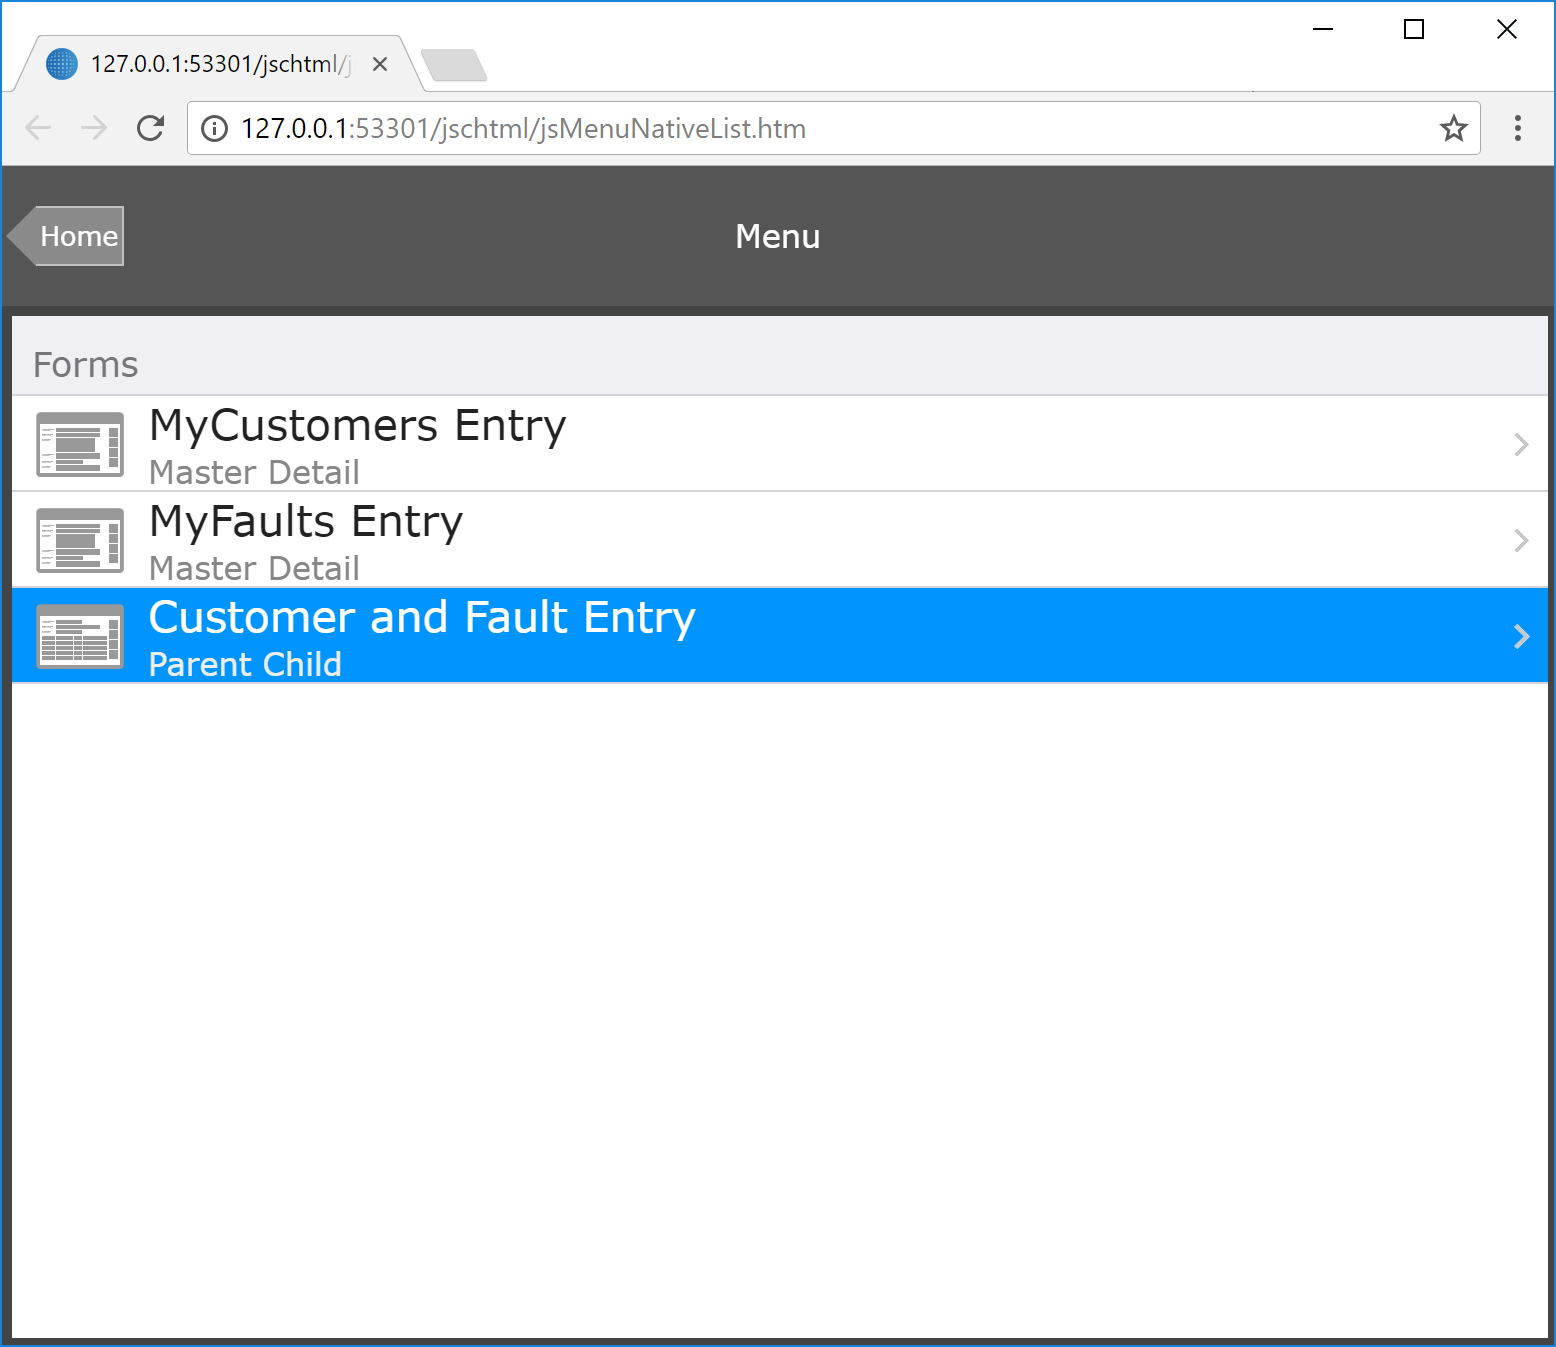 127.0.0.1:53301/jschtml/j
127.0.0.1:53301/jschtml/jsMenuNativeList.htm
Home
Menu
Forms
MyCustomers Entry
Master Detail
MyFaults Entry
Master Detail
Customer and Fault Entry
Parent Child